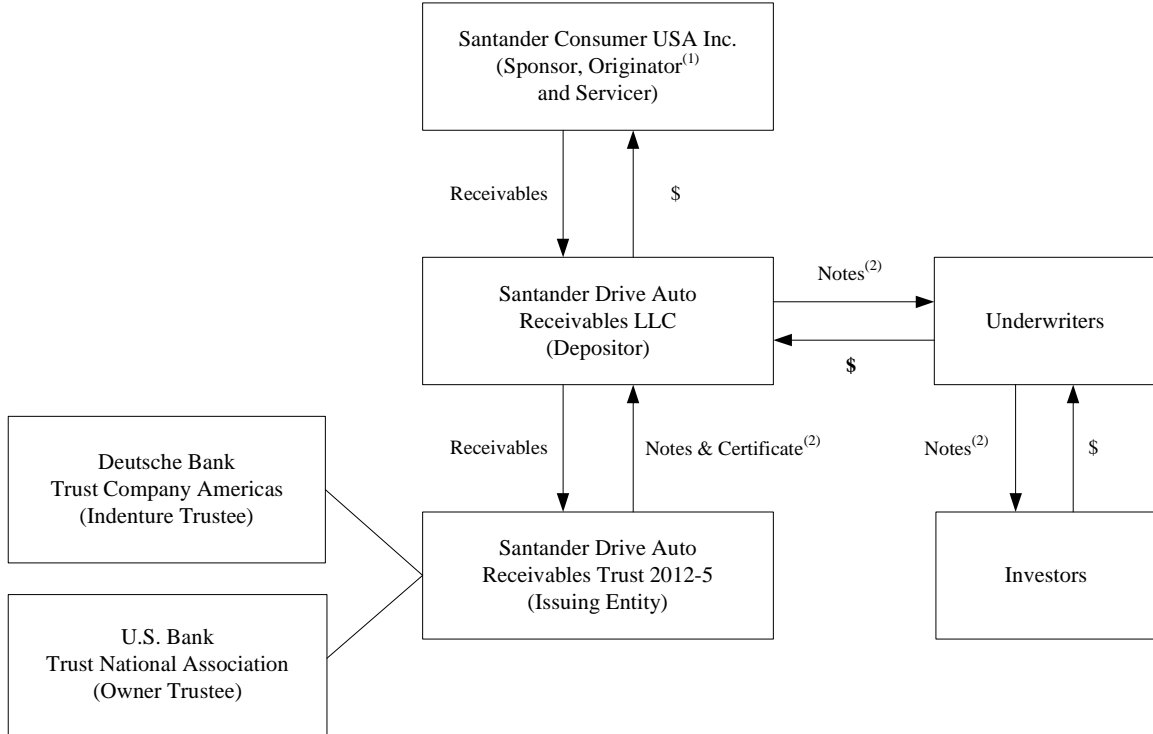 Santander Consumer USA Inc.
(Sponsor, Originator(1)
and Servicer)
Receivables
$
Santander Drive Auto
Receivables LLC
(Depositor)
Notes(2)
$
Underwriters
Receivables
Notes & Certificate(2)
Notes(2)
$
Deutsche Bank
Trust Company Americas
(Indenture Trustee)
Santander Drive Auto
Receivables Trust 2012-5
(Issuing Entity)
Investors
U.S. Bank
Trust National Association
(Owner Trustee)